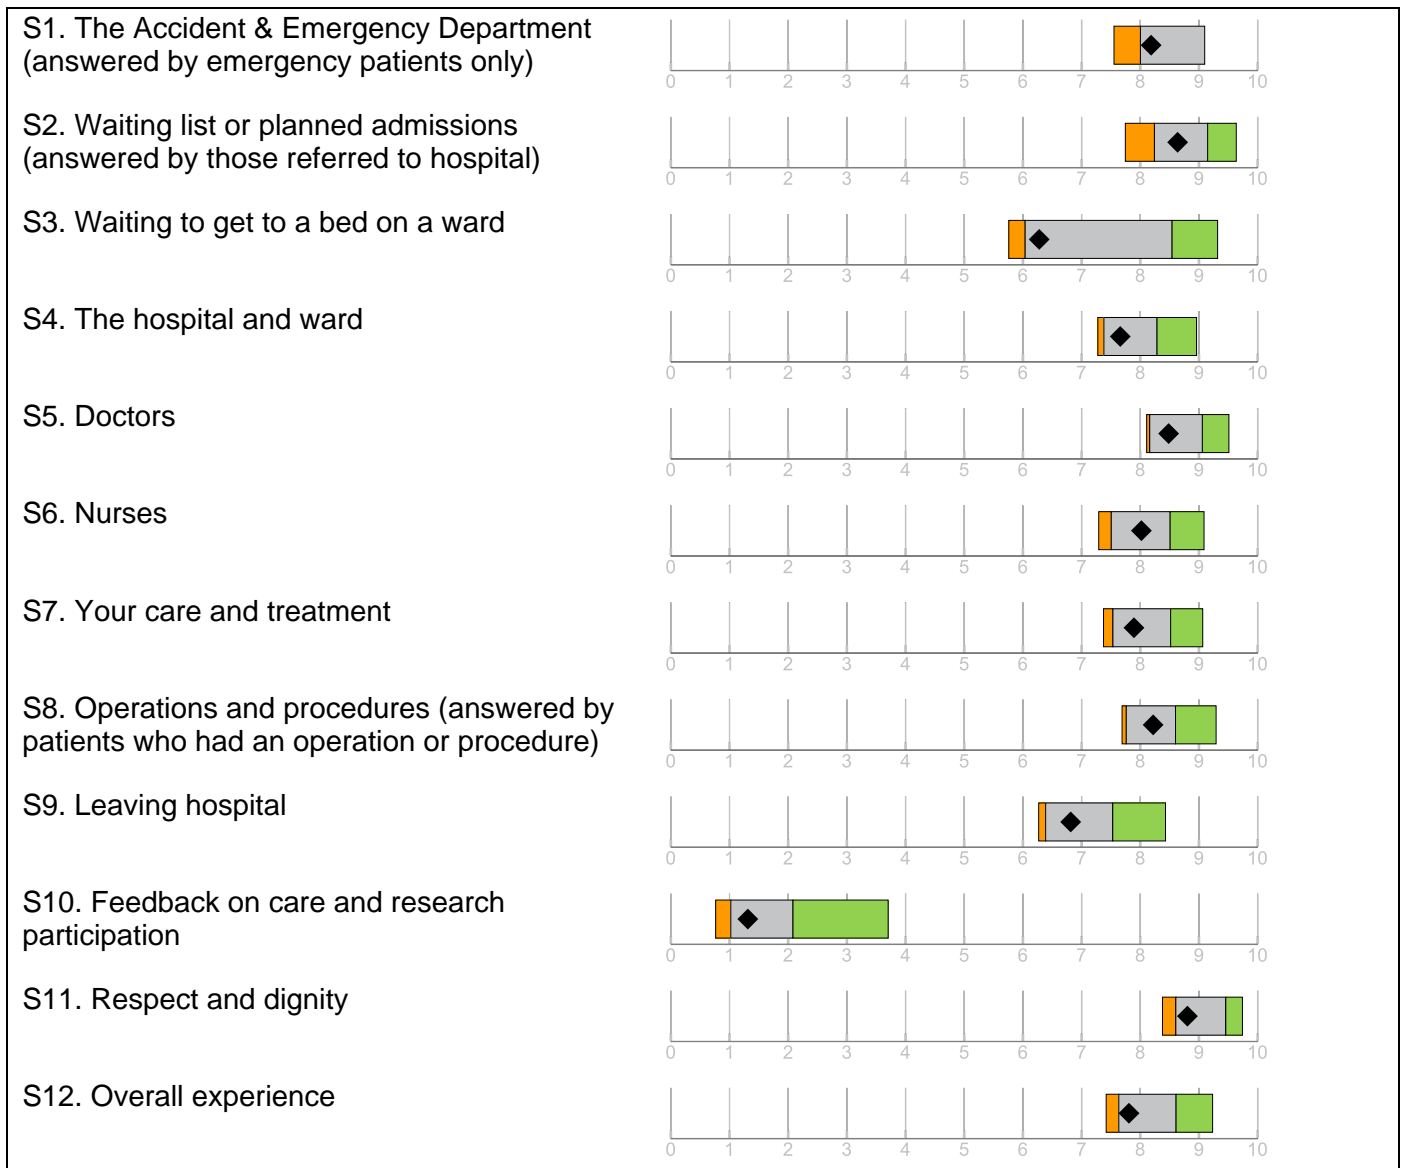 S1. The Accident & Emergency Department
(answered by emergency patients only)
0 1 2 3 4 5 6 7 8 9 10
S2. Waiting list or planned admissions
(answered by those referred to hospital)
0 1 2 3 4 5 6 7 8 9 10
S3. Waiting to get to a bed on a ward
0 1 2 3 4 5 6 7 8 9 10
S4. The hospital and ward
0 1 2 3 4 5 6 7 8 9 10
S5. Doctors
0 1 2 3 4 5 6 7 8 9 10
S6. Nurses
0 1 2 3 4 5 6 7 8 9 10
S7. Your care and treatment
0 1 2 3 4 5 6 7 8 9 10
S8. Operations and procedures (answered by
patients who had an operation or procedure)
0 1 2 3 4 5 6 7 8 9 10
S9. Leaving hospital
0 1 2 3 4 5 6 7 8 9 10
S10. Feedback on care and research
participation
0 1 2 3 4 5 6 7 8 9 10
S11. Respect and dignity
0 1 2 3 4 5 6 7 8 9 10
S12. Overall experience
0 1 2 3 4 5 6 7 8 9 10